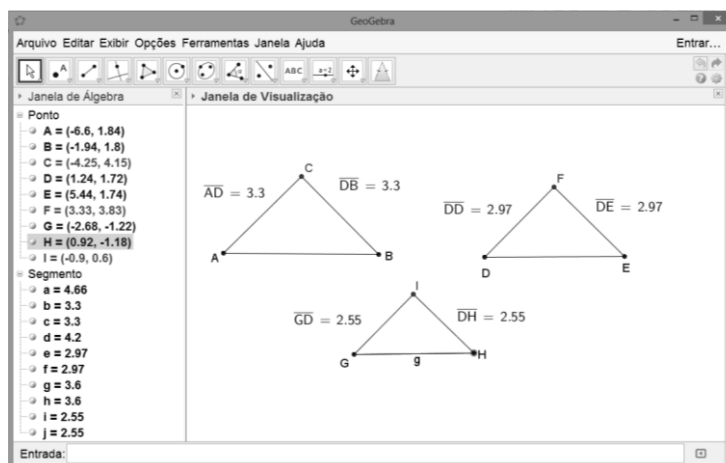 GeoGebra
Arquivo Editar Exibir Opções Ferramentas Janela Ajuda
Entrar...
A
ABC
a=2
Janela de Álgebra
Janela de Visualização
Ponto
A = (-6.6, 1.84)
B = (-1.94, 1.8)
C = (-4.25, 4.15)
D = (1.24, 1.72)
E = (5.44, 1.74)
F = (3.33, 3.83)
G = (-2.68, -1.22)
H = (0.92, -1.18)
I = (-0.9, 0.6)
Segmento
a = 4.66
b = 3.3
c = 3.3
d = 4.2
e = 2.97
f = 2.97
g = 3.6
h = 3.6
i = 2.55
j = 2.55
C
AD = 3.3
DB = 3.3
A
B
F
DD = 2.97
DE = 2.97
D
E
I
GD = 2.55
DH = 2.55
G
g
H
Entrada: